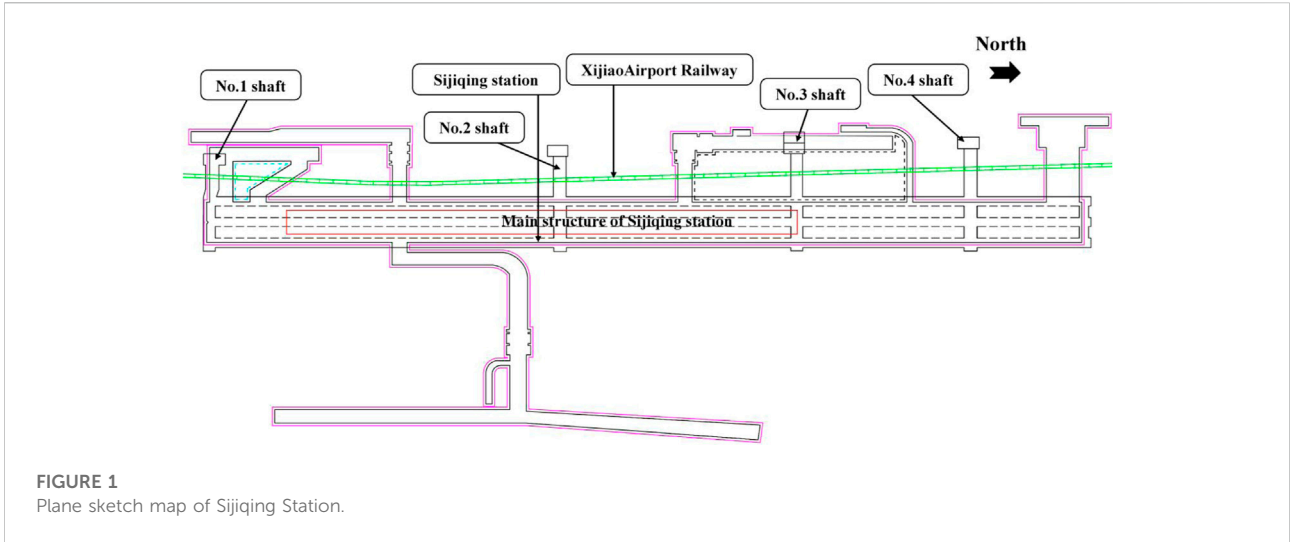 North
XijiaoAirport Railway
Sijiqing station
No.1 shaft
No.4 shaft
No.3 shaft
No.2 shaft
Main structure of Sijiqing station
FIGURE 1
Plane sketch map of Sijiqing Station.